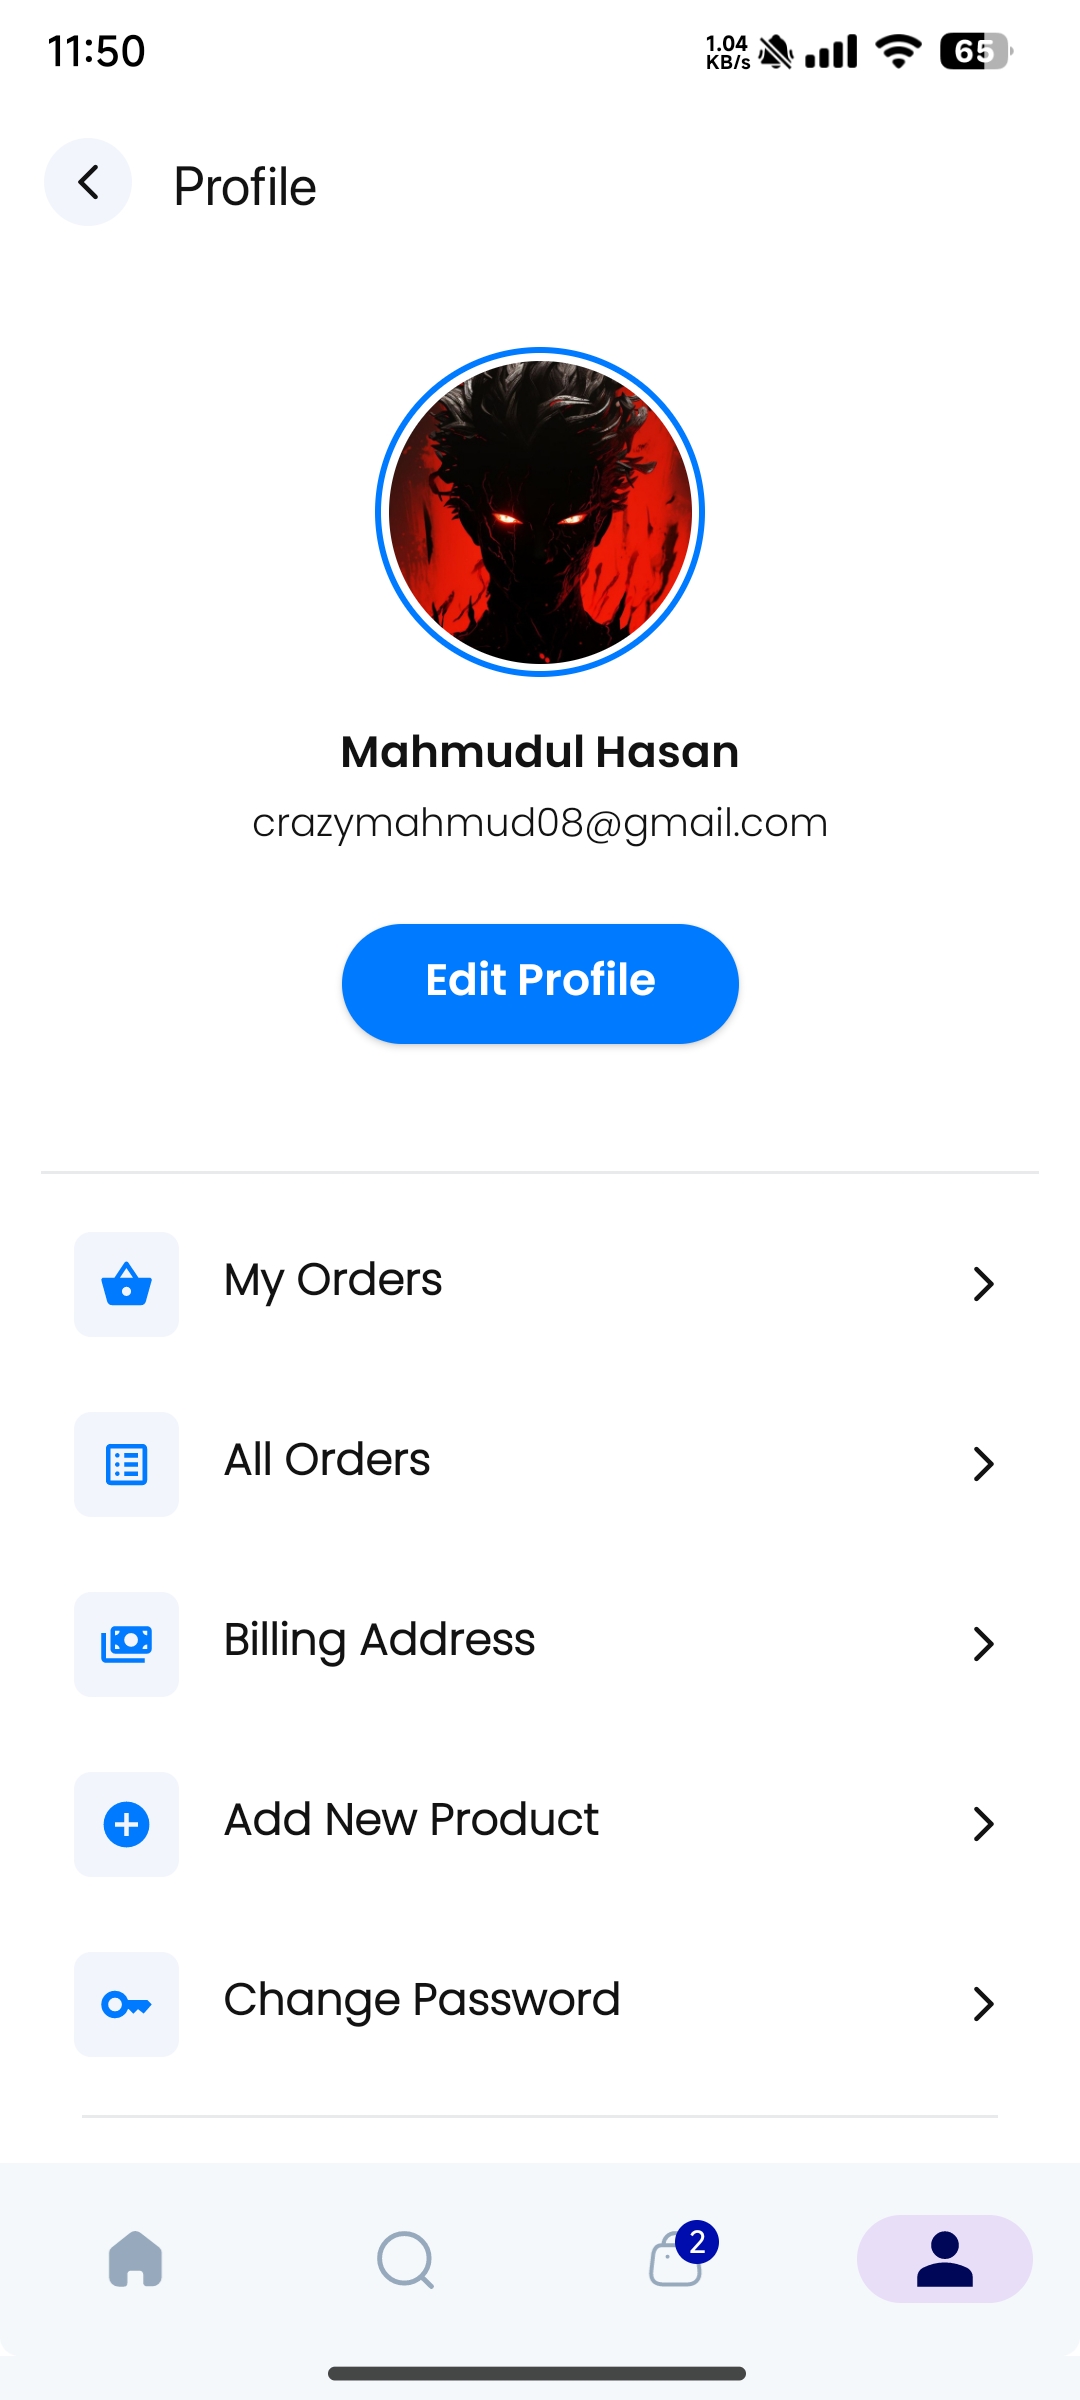 11:50
1.04
KB/s
65
Profile
Mahmudul Hasan
crazymahmud08@gmail.com
Edit Profile
My Orders
All Orders
Billing Address
Add New Product
Change Password
2